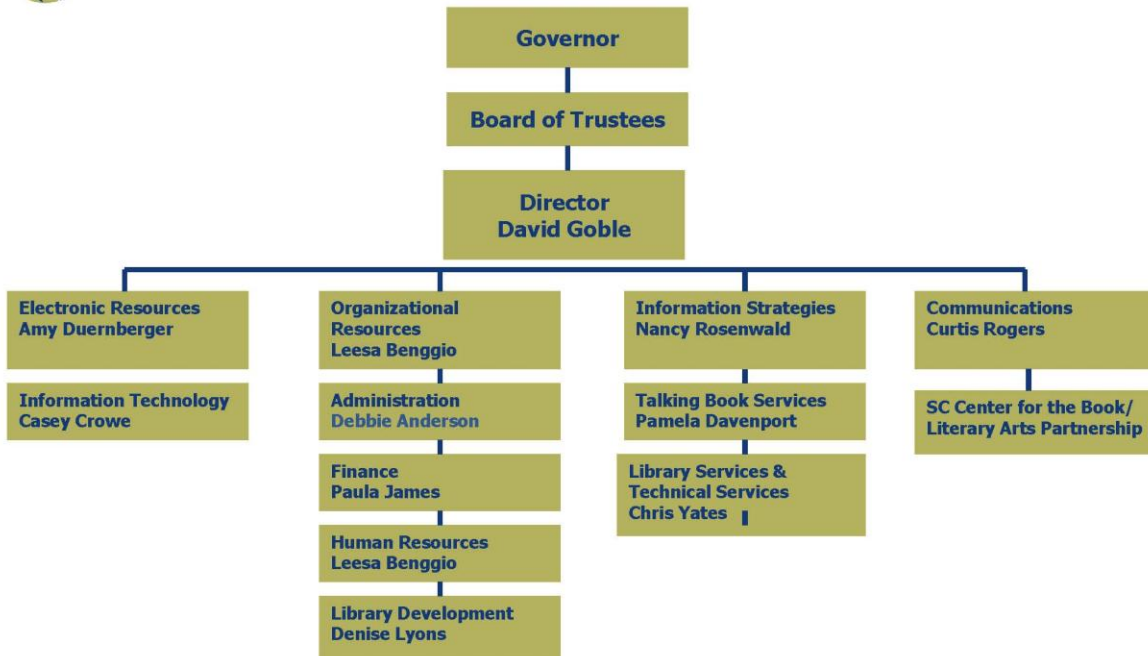 Governor
Board of Trustees
Director
David Goble
Electronic Resources
Amy Duernberger
Information Technology
Casey Crowe
Organizational
Resources
Leesa Benggio
Administration
Debbie Anderson
Finance
Paula James
Human Resources
Leesa Benggio
Library Development
Denise Lyons
Information Strategies
Nancy Rosenwald
Talking Book Services
Pamela Davenport
Library Services &
Technical Services
Chris Yates
Communications
Curtis Rogers
SC Center for the Book/
Literary Arts Partnership